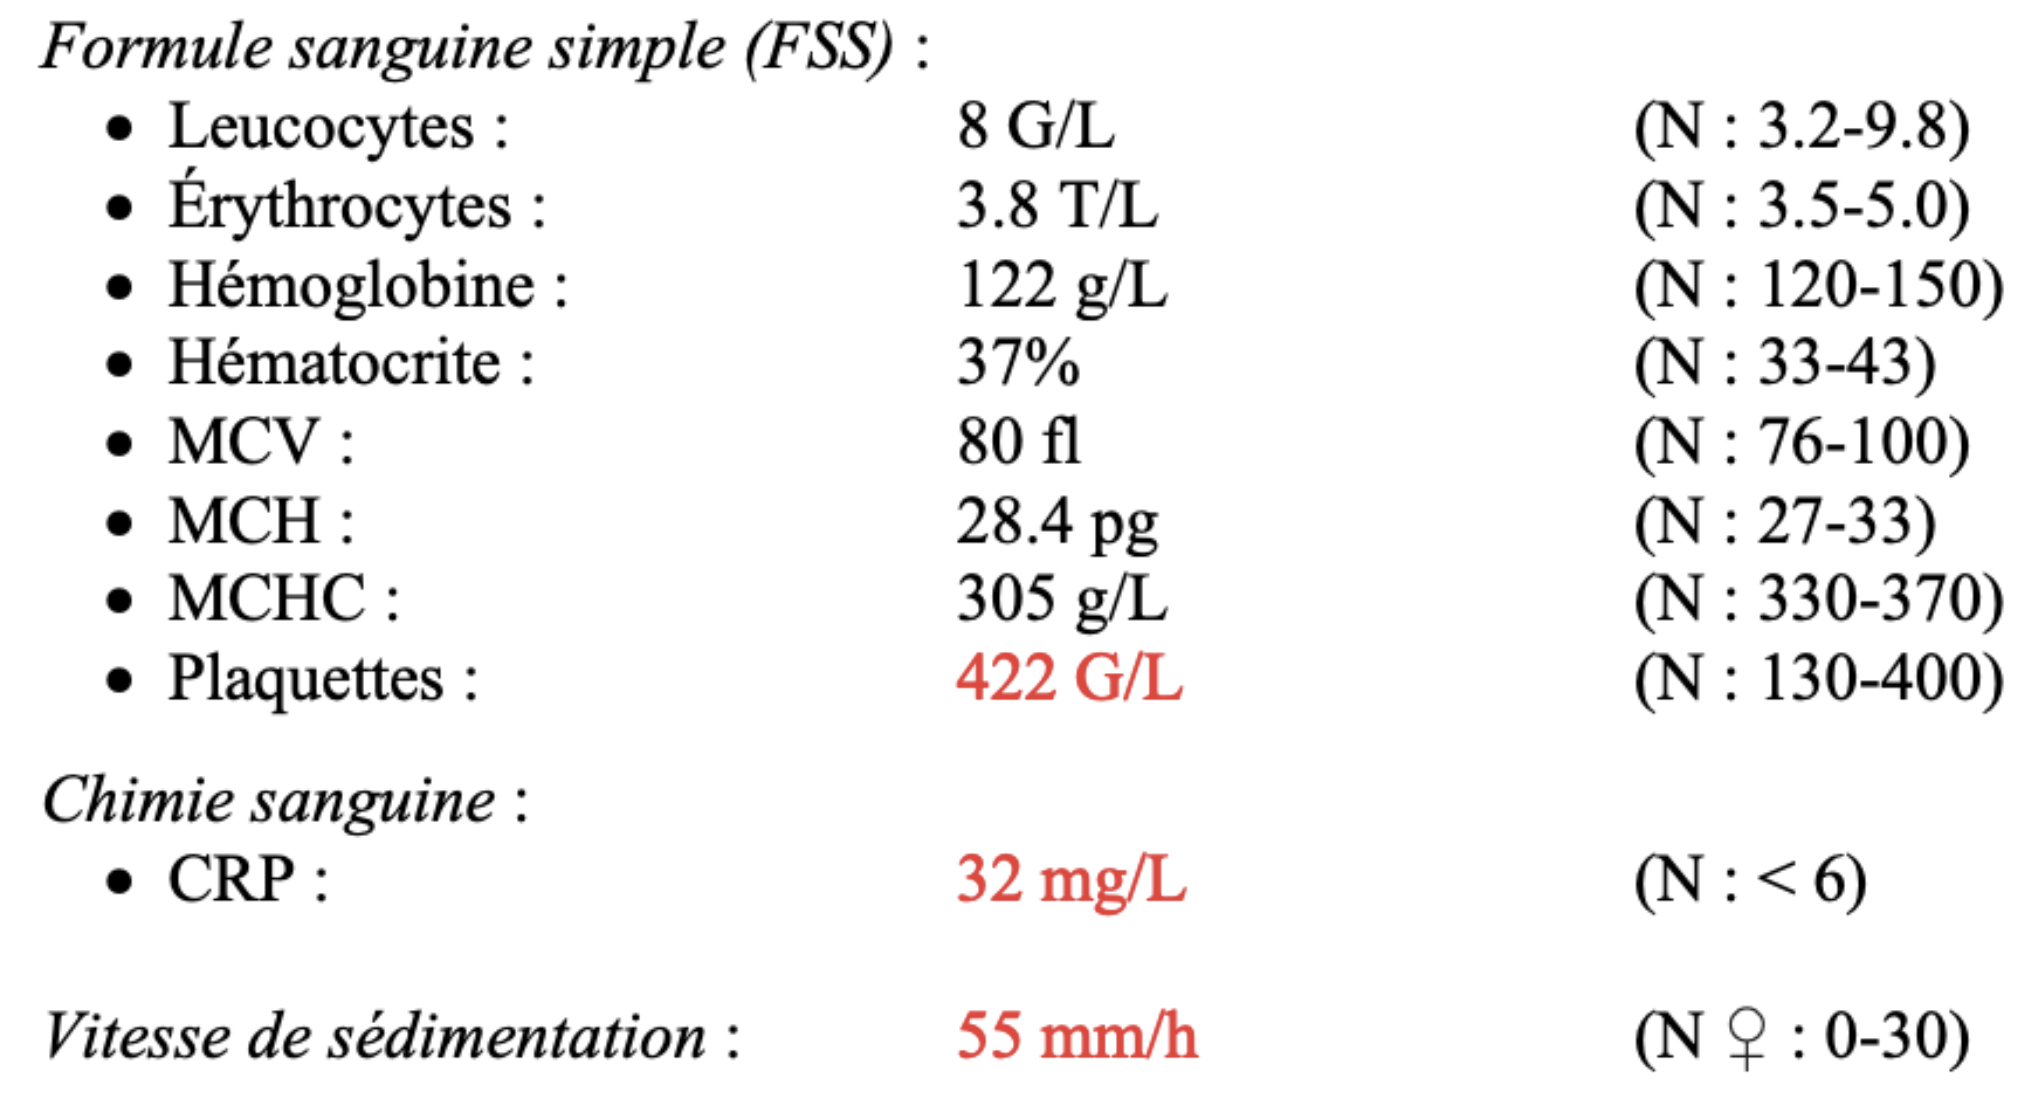 Formule sanguine simple (FSS) :
• Leucocytes : 8 G/L (N : 3.2-9.8)
• Érythrocytes : 3.8 T/L (N : 3.5-5.0)
• Hémoglobine : 122 g/L (N : 120-150)
• Hématocrite : 37% (N : 33-43)
• MCV : 80 fl (N : 76-100)
• MCH : 28.4 pg (N : 27-33)
• MCHC : 305 g/L (N : 330-370)
• Plaquettes : 422 G/L (N : 130-400)
Chimie sanguine :
• CRP : 32 mg/L (N : < 6)
Vitesse de sédimentation : 55 mm/h (N ♀ : 0-30)